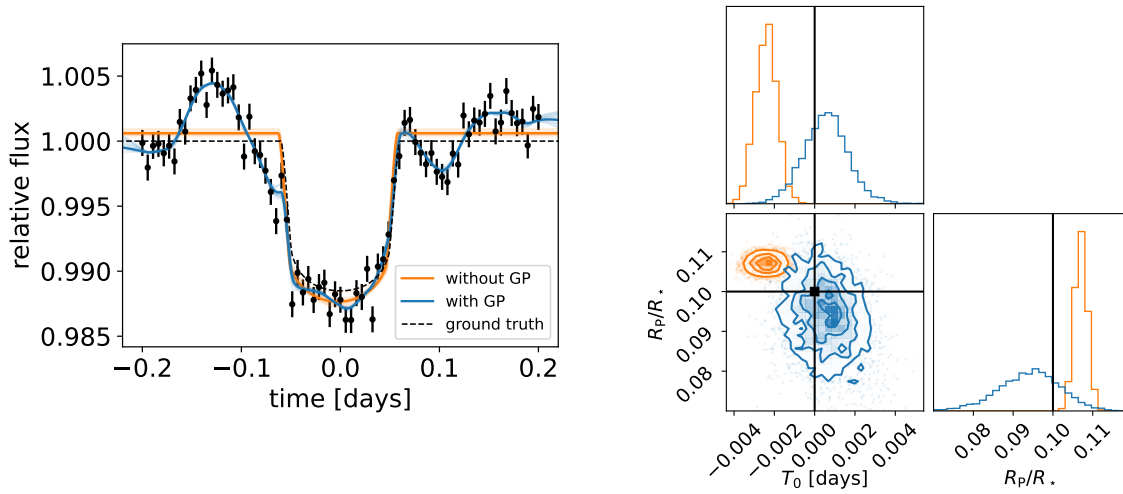 1.005
1.000
0.995
0.990
0.985
relative flux
−0.2
−0.1
0.0
0.1
0.2
time [days]
without GP
with GP
ground truth
0.11
0.10
0.09
0.08
R_P/R_⋆
−0.004
−0.002
0.000
0.002
0.004
T_0 [days]
0.08
0.09
0.10
0.11
R_P/R_⋆